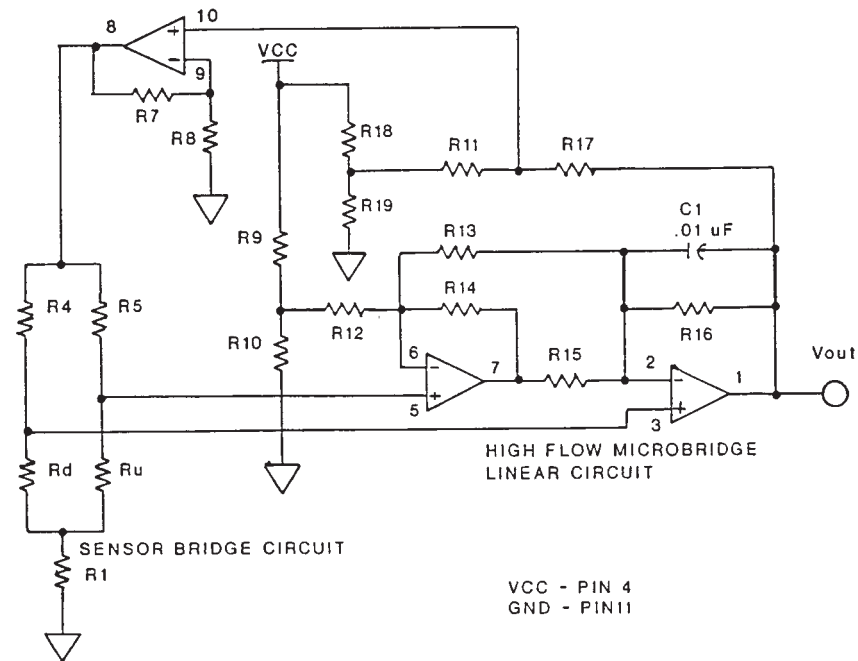 8
10
+
-
9
VCC
R7
R8
R18
R11
R17
R19
C1
.01 uF
R9
R13
R4
R5
R14
R12
R16
R10
R15
Vout
6
-
7
2
-
1
5
+
3
+
HIGH FLOW MICROBRIDGE
LINEAR CIRCUIT
Rd
Ru
SENSOR BRIDGE CIRCUIT
R1
VCC - PIN 4
GND - PIN11